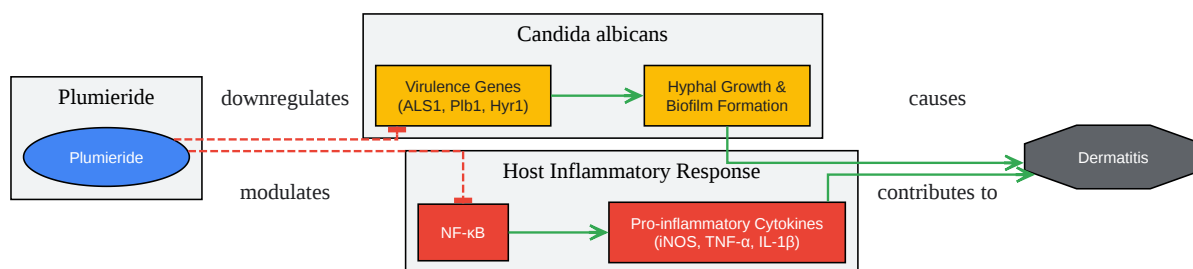 Candida albicans
Plumieride
Plumieride
downregulates
modulates
Virulence Genes
(ALS1, Plb1, Hyr1)
Hyphal Growth &
Biofilm Formation
causes
Host Inflammatory Response
NF-κB
Pro-inflammatory Cytokines
(iNOS, TNF-α, IL-1β)
contributes to
Dermatitis